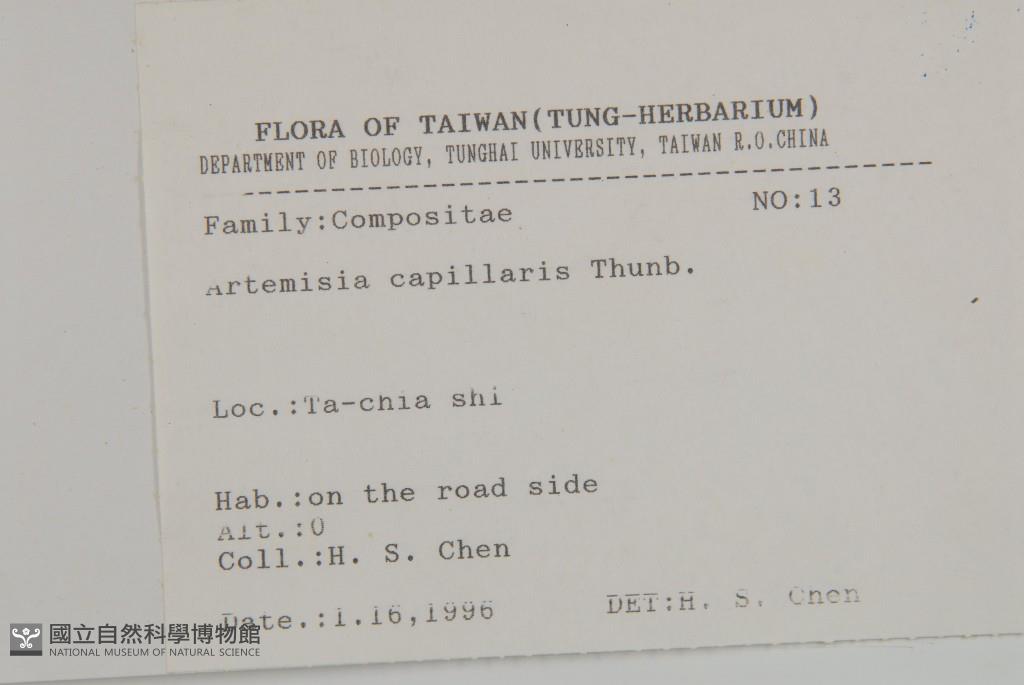 FLORA OF TAIWAN(TUNG-HERBARIUM)
DEPARTMENT OF BIOLOGY, TUNGHAI UNIVERSITY, TAIWAN R.O.CHINA
Family:Compositae NO:13
Artemisia capillaris Thunb.
Loc.:Ta-chia shi
Hab.:on the road side
Alt.:0
Coll.:H. S. Chen
Date.:1.16,1996 DET:H. S. Chen
國立自然科學博物館
NATIONAL MUSEUM OF NATURAL SCIENCE